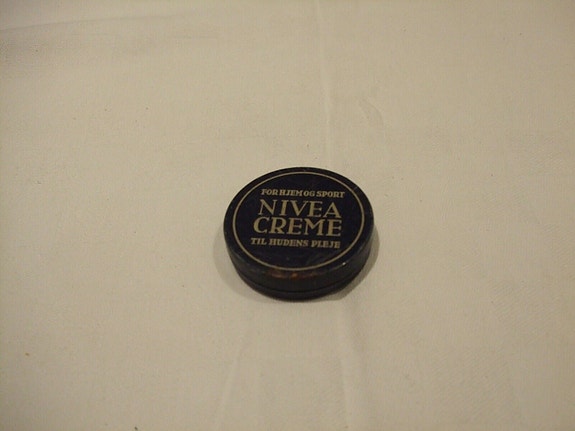 FOR HJEM OG SPORT
NIVEA
CREME
TIL HUDENS PLEJE